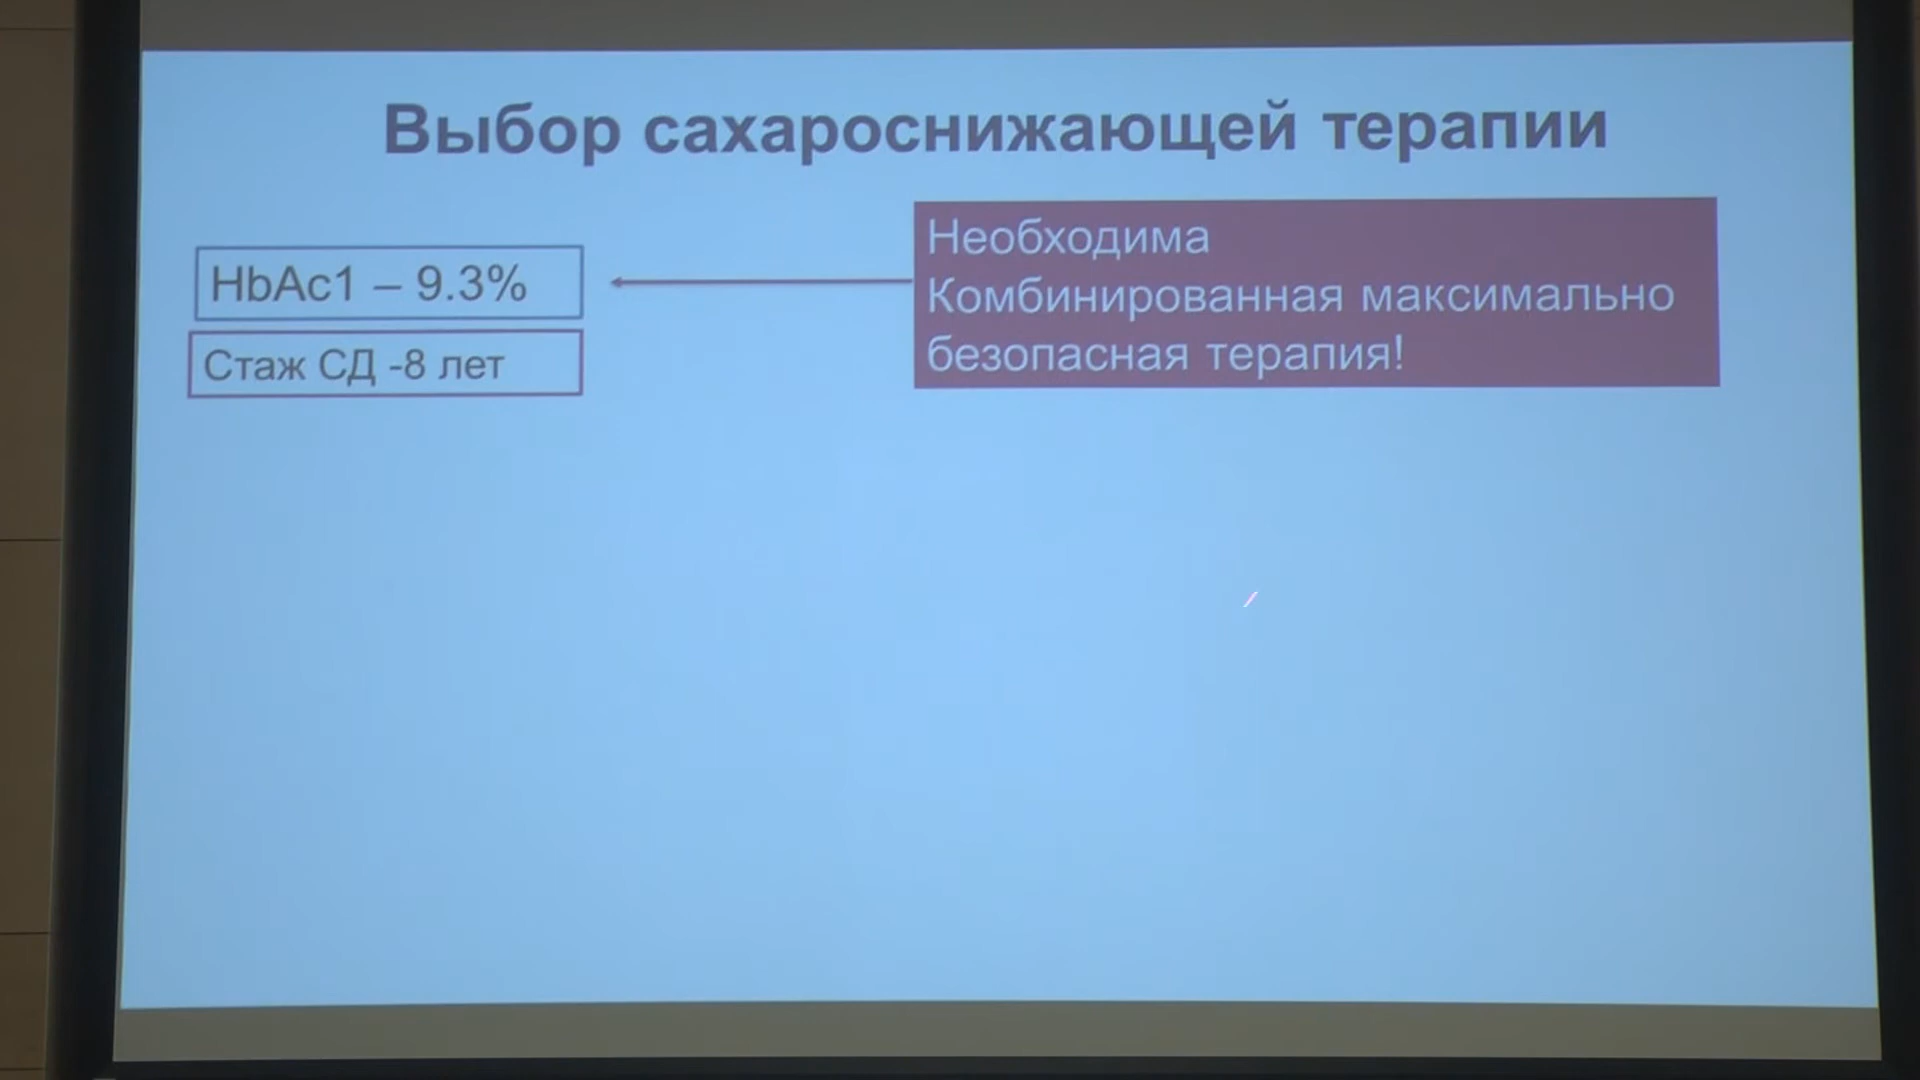 Выбор сахароснижающей терапии
HbAc1 – 9.3%
Стаж СД -8 лет
Необходима
Комбинированная максимально
безопасная терапия!